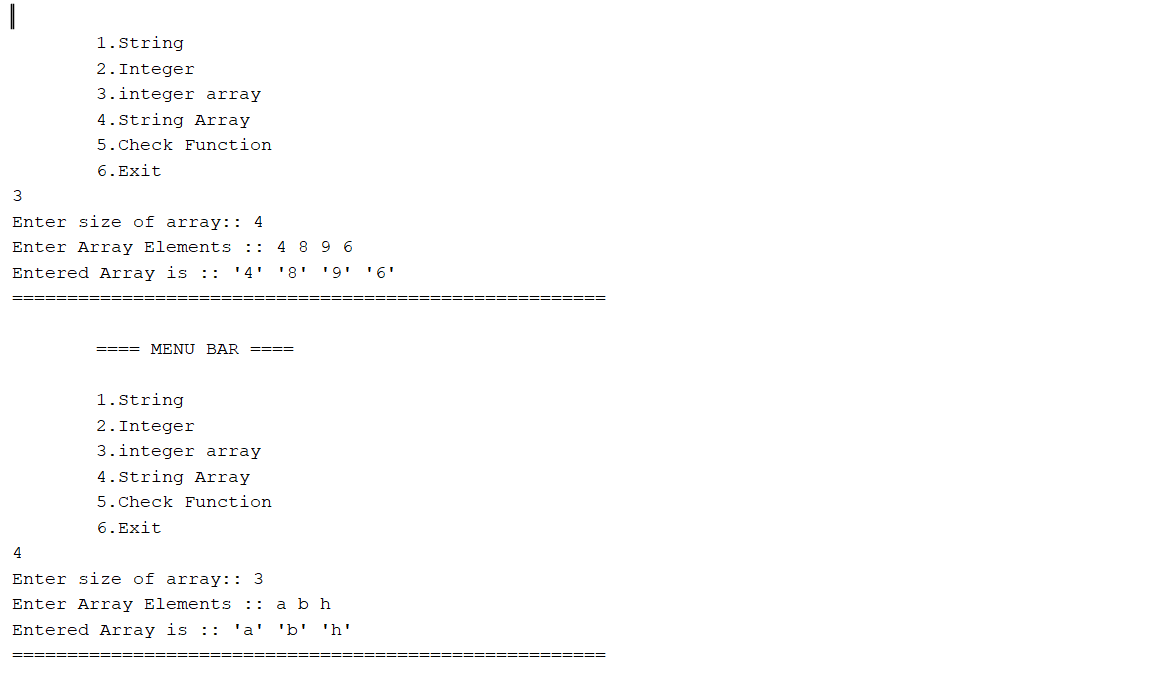 1.String
2.Integer
3.integer array
4.String Array
5.Check Function
6.Exit
3
Enter size of array:: 4
Enter Array Elements :: 4 8 9 6
Entered Array is :: '4' '8' '9' '6'
======================================================
==== MENU BAR ====
1.String
2.Integer
3.integer array
4.String Array
5.Check Function
6.Exit
4
Enter size of array:: 3
Enter Array Elements :: a b h
Entered Array is :: 'a' 'b' 'h'
======================================================